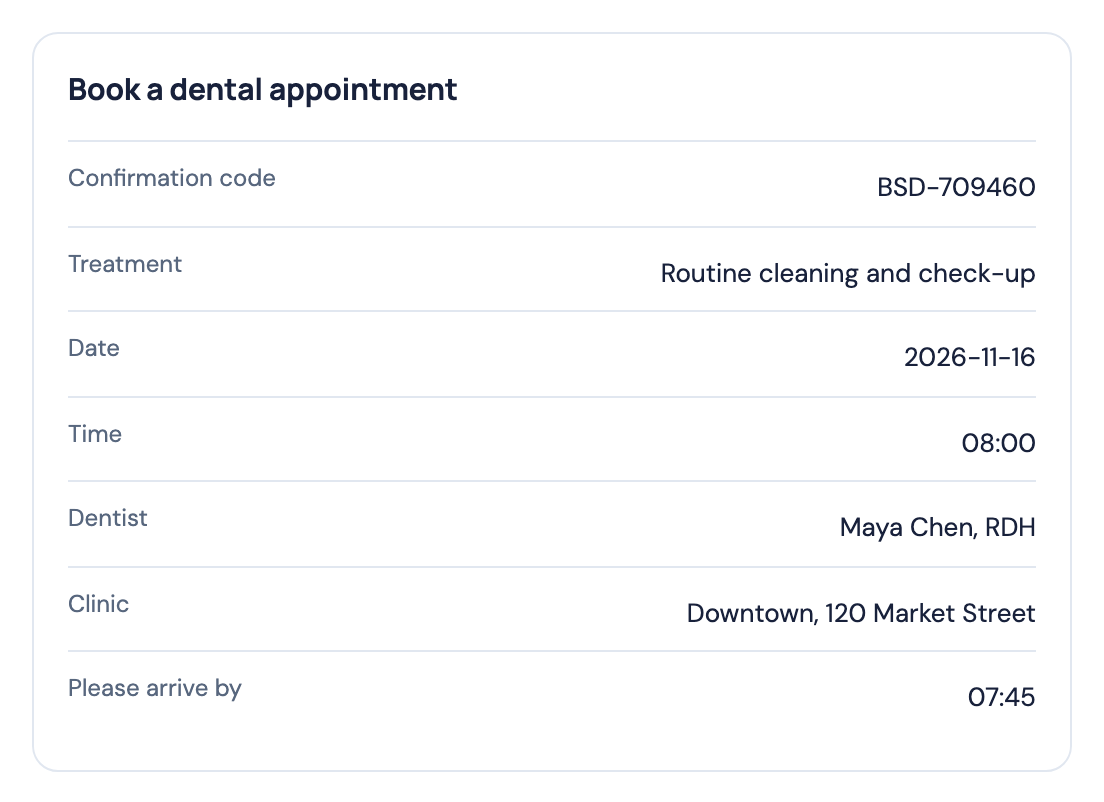 Book a dental appointment
Confirmation code
BSD-709460
Treatment
Routine cleaning and check-up
Date
2026-11-16
Time
08:00
Dentist
Maya Chen, RDH
Clinic
Downtown, 120 Market Street
Please arrive by
07:45